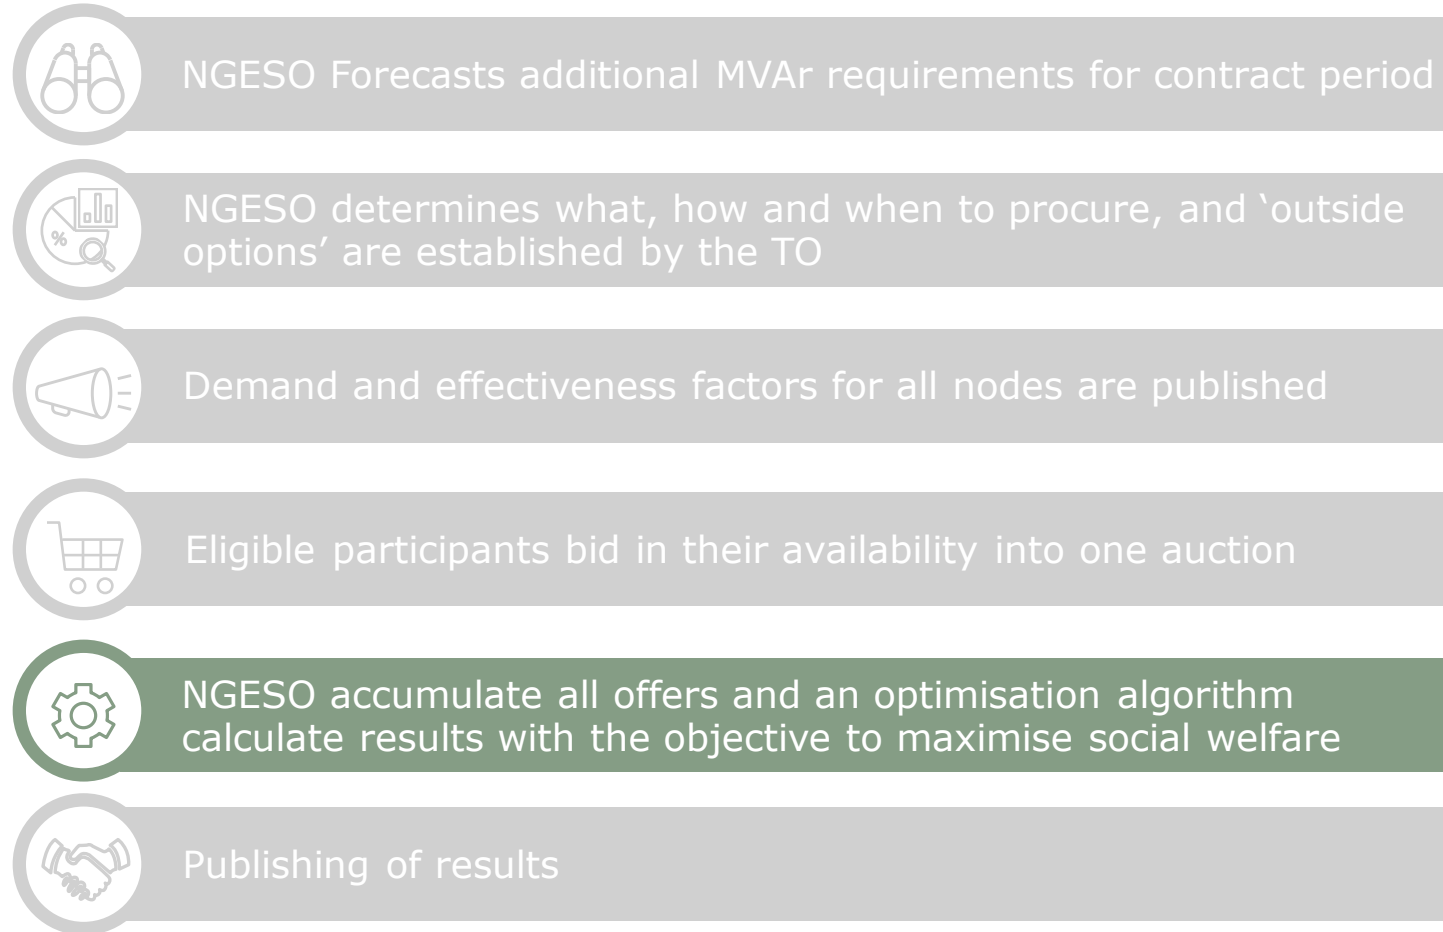 NGESO Forecasts additional MVAr requirements for contract period
%
NGESO determines what, how and when to procure, and ‘outside
options’ are established by the TO
Demand and effectiveness factors for all nodes are published
Eligible participants bid in their availability into one auction
NGESO accumulate all offers and an optimisation algorithm
calculate results with the objective to maximise social welfare
Publishing of results